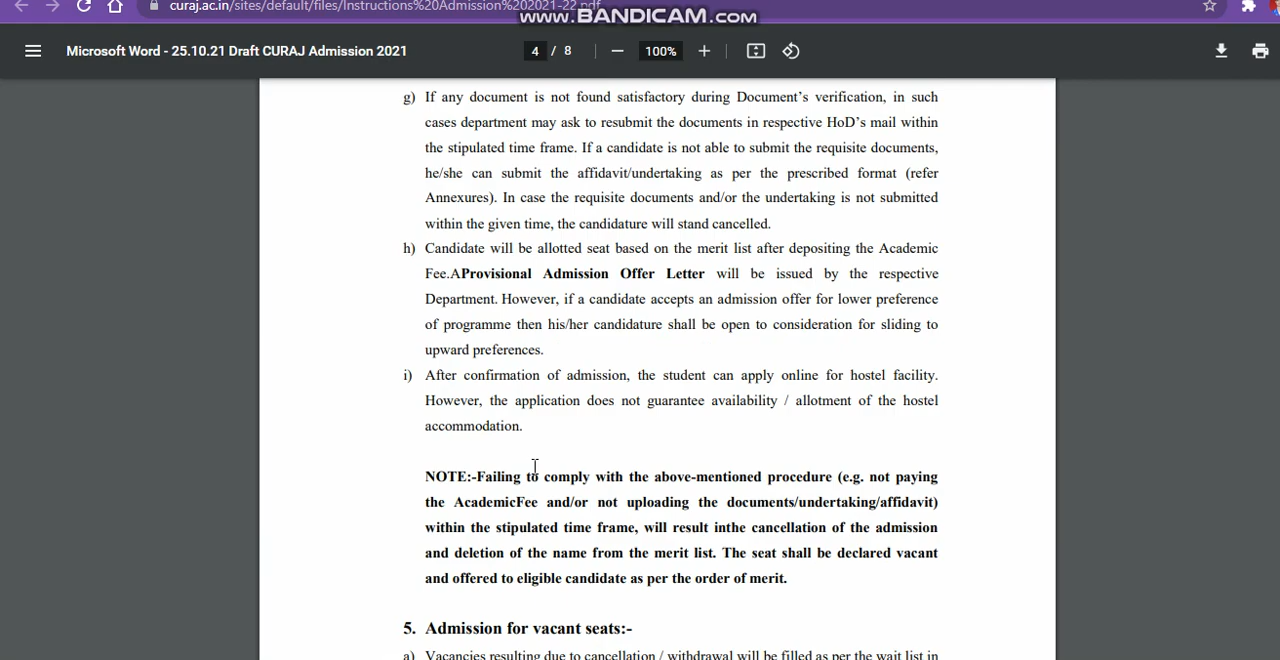 curaj.ac.in/sites/default/files/Instructions%20Admission%202021-22.pdf
www.BANDICAM.com
Microsoft Word - 25.10.21 Draft CURAJ Admission 2021
4 / 8
100%
g) If any document is not found satisfactory during Document's verification, in such
cases department may ask to resubmit the documents in respective HoD's mail within
the stipulated time frame. If a candidate is not able to submit the requisite documents,
he/she can submit the affidavit/undertaking as per the prescribed format (refer
Annexures). In case the requisite documents and/or the undertaking is not submitted
within the given time, the candidature will stand cancelled.
h) Candidate will be allotted seat based on the merit list after depositing the Academic
Fee.AProvisional Admission Offer Letter will be issued by the respective
Department. However, if a candidate accepts an admission offer for lower preference
of programme then his/her candidature shall be open to consideration for sliding to
upward preferences.
i) After confirmation of admission, the student can apply online for hostel facility.
However, the application does not guarantee availability / allotment of the hostel
accommodation.
NOTE:-Failing to comply with the above-mentioned procedure (e.g. not paying
the AcademicFee and/or not uploading the documents/undertaking/affidavit)
within the stipulated time frame, will result inthe cancellation of the admission
and deletion of the name from the merit list. The seat shall be declared vacant
and offered to eligible candidate as per the order of merit.
5. Admission for vacant seats:-
a) Vacancies resulting due to cancellation / withdrawal will be filled as per the wait list in